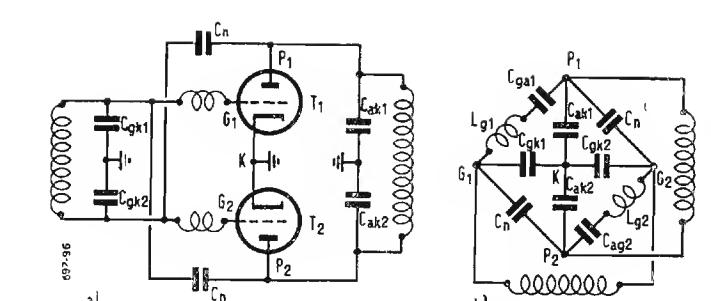 Cn
P1
Cgk1
G1
T1
Cak1
K
Cgk2
G2
T2
Cak2
P2
Cn
697-96
a)
P1
Cga1
Lg1
Cak1
Cn
Cgk1
Cgk2
G1
K
G2
Cak2
Lg2
Cn
P2
Cag2